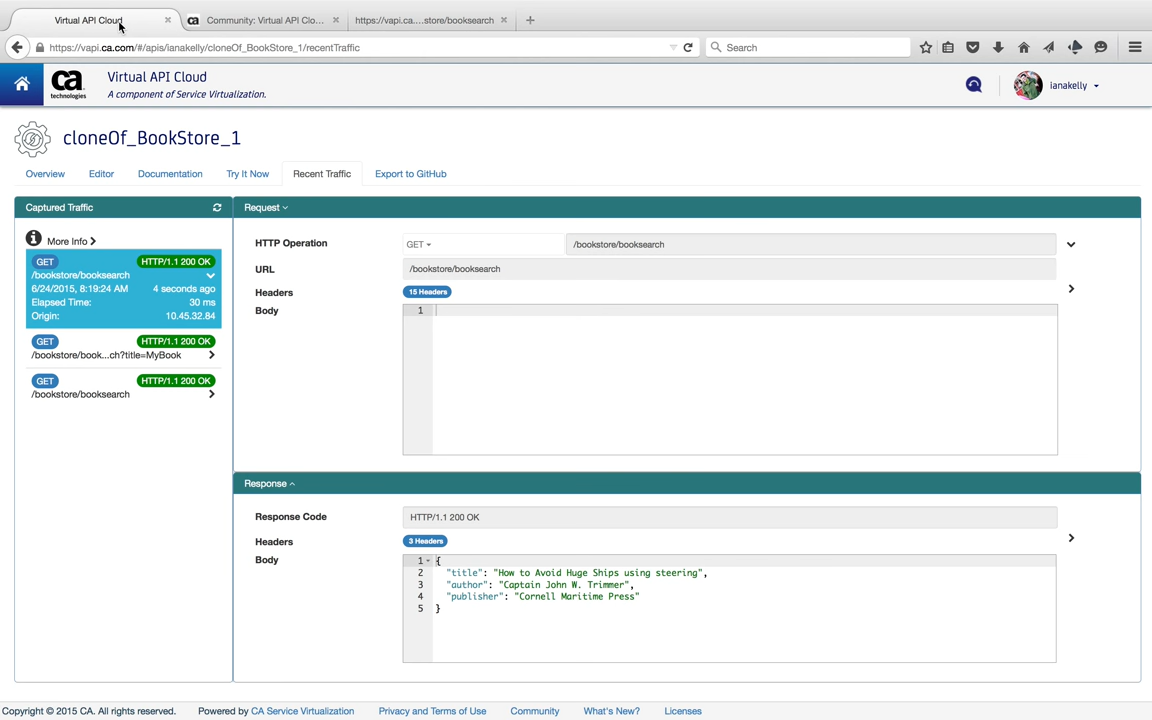 Virtual API Cloud
ca Community: Virtual API Clo...
https://vapi.ca....store/booksearch
https://vapi.ca.com/#/apis/ianakelly/cloneOf_BookStore_1/recentTraffic
Search
ca technologies
Virtual API Cloud
A component of Service Virtualization.
ianakelly
cloneOf_BookStore_1
Overview Editor Documentation Try It Now Recent Traffic Export to GitHub
Captured Traffic
More Info
GET HTTP/1.1 200 OK
/bookstore/booksearch
6/24/2015, 8:19:24 AM 4 seconds ago
Elapsed Time: 30 ms
Origin: 10.45.32.84
GET HTTP/1.1 200 OK
/bookstore/book...ch?title=MyBook
GET HTTP/1.1 200 OK
/bookstore/booksearch
Request
HTTP Operation GET /bookstore/booksearch
URL /bookstore/booksearch
Headers 15 Headers
Body 1
Response
Response Code HTTP/1.1 200 OK
Headers 3 Headers
Body 1 {
2 "title": "How to Avoid Huge Ships using steering",
3 "author": "Captain John W. Trimmer",
4 "publisher": "Cornell Maritime Press"
5 }
Copyright © 2015 CA. All rights reserved. Powered by CA Service Virtualization Privacy and Terms of Use Community What's New? Licenses